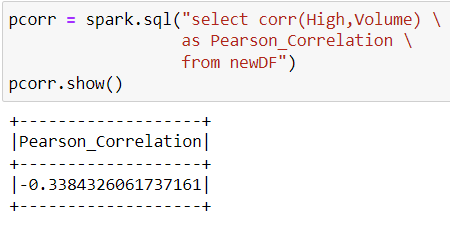 pcorr = spark.sql("select corr(High,Volume) \
as Pearson_Correlation \
from newDF")
pcorr.show()
+-------------------+
|Pearson_Correlation|
+-------------------+
|-0.3384326061737161|
+-------------------+